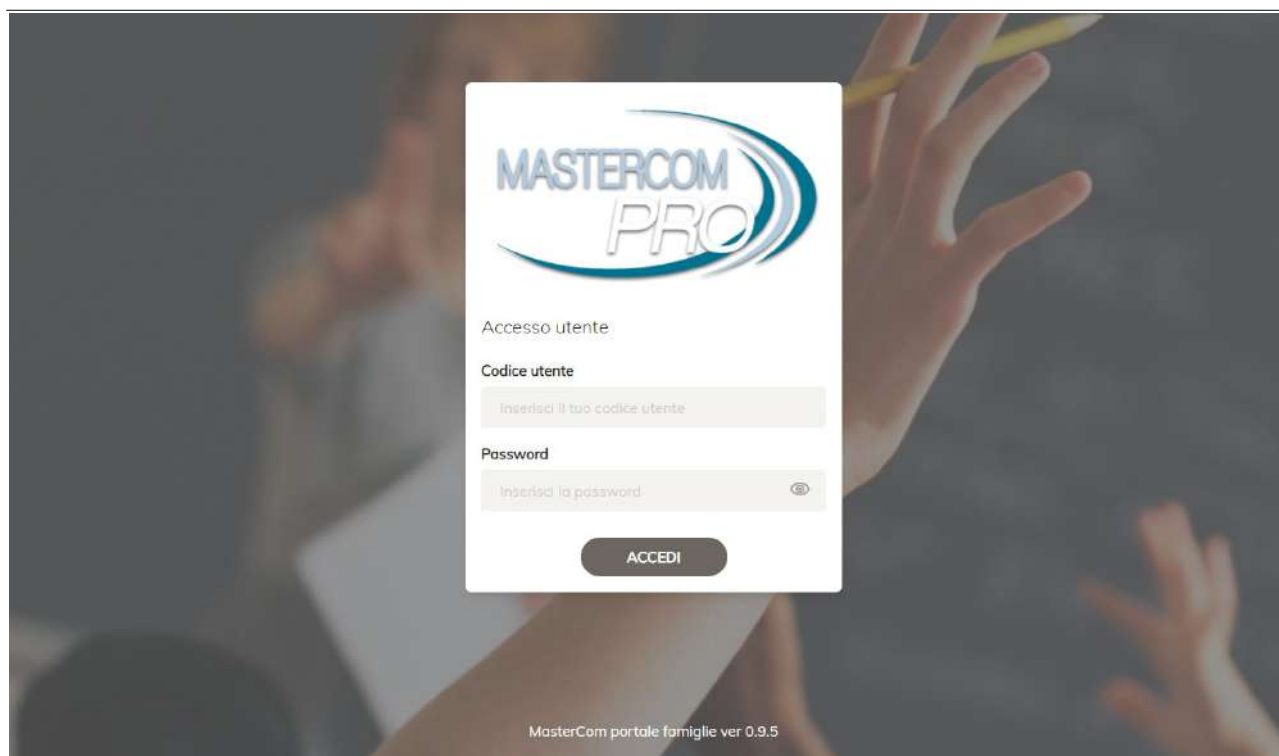 MASTERCOM
PRO
Accesso utente
Codice utente
Inserisci il tuo codice utente
Password
Inserisci la password
ACCEDI
MasterCom portale famiglie ver 0.9.5